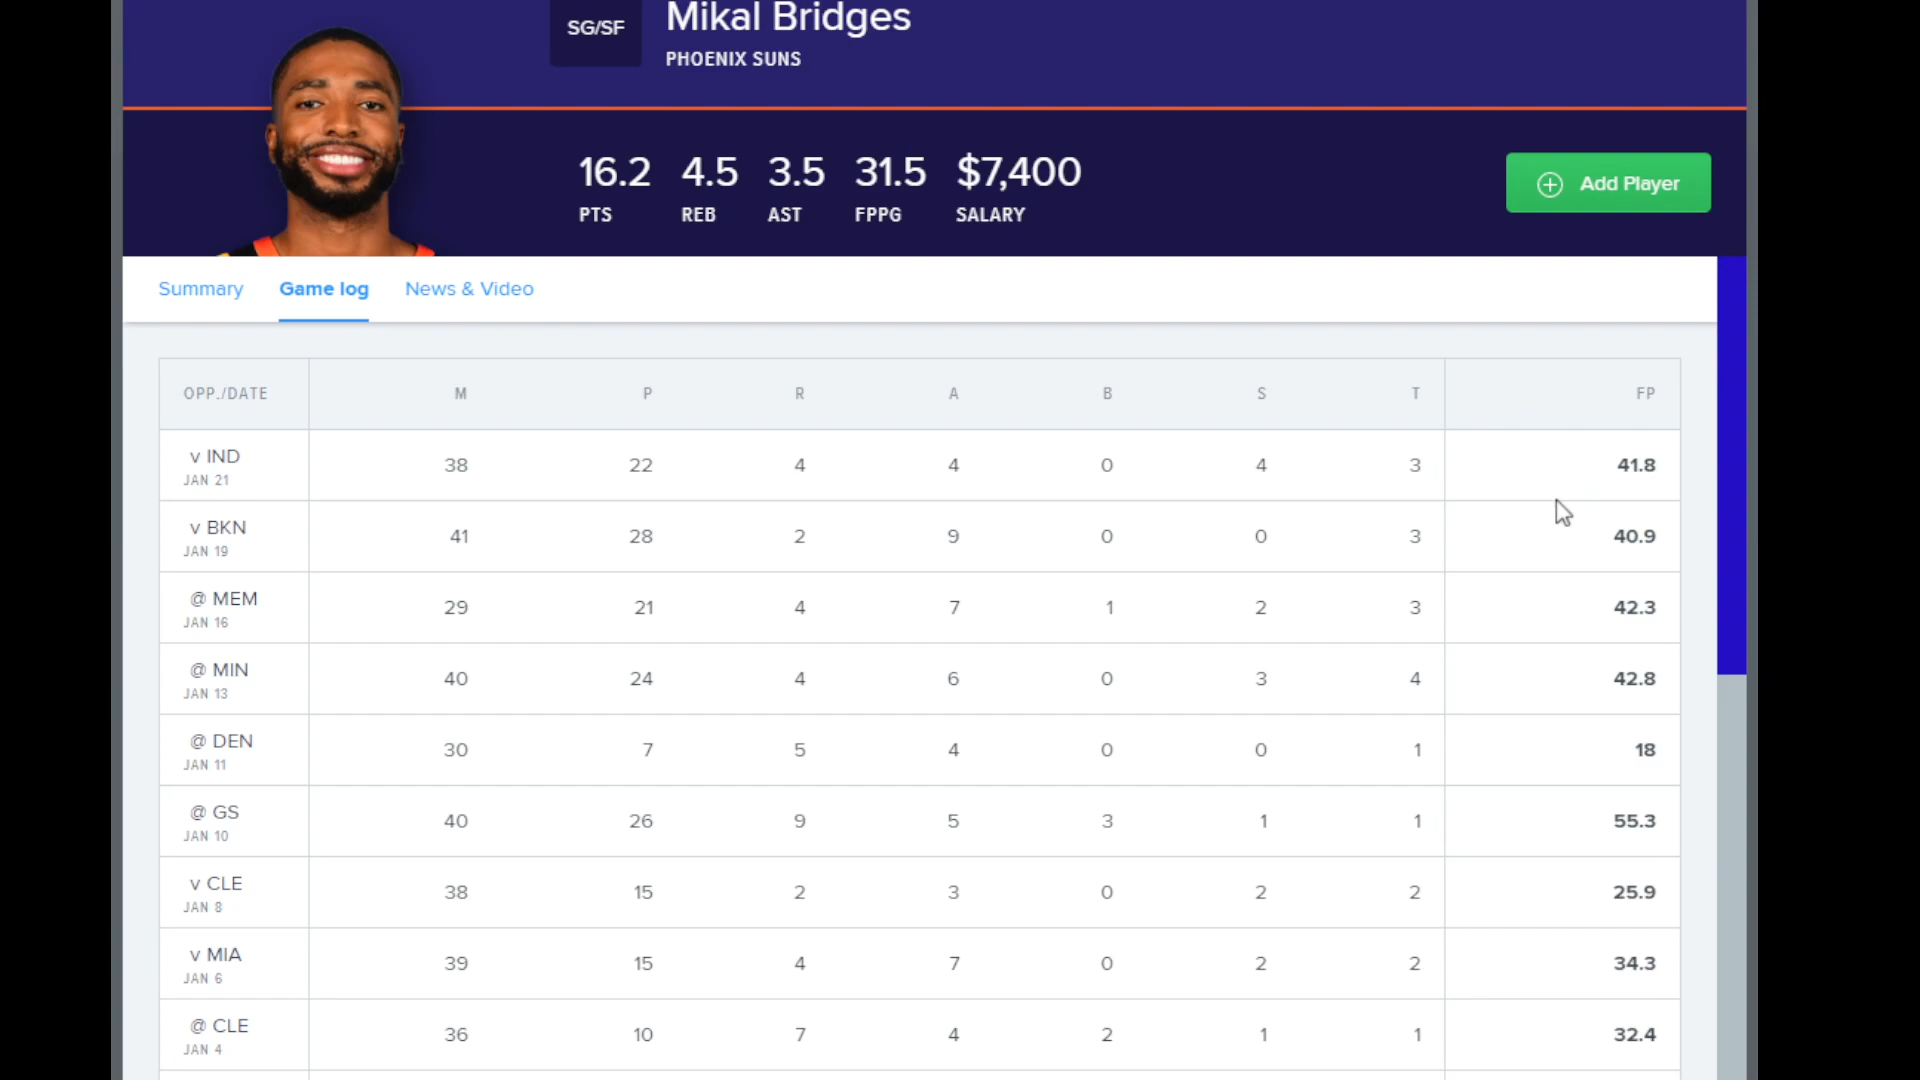 SG/SF
Mikal Bridges
PHOENIX SUNS
16.2 4.5 3.5 31.5 $7,400
PTS REB AST FPPG SALARY
Add Player
Summary Game log News & Video
OPP./DATE M P R A B S T FP
v IND 38 22 4 4 0 4 3 41.8
JAN 21
v BKN 41 28 2 9 0 0 3 40.9
JAN 19
@ MEM 29 21 4 7 1 2 3 42.3
JAN 16
@ MIN 40 24 4 6 0 3 4 42.8
JAN 13
@ DEN 30 7 5 4 0 0 1 18
JAN 11
@ GS 40 26 9 5 3 1 1 55.3
JAN 10
v CLE 38 15 2 3 0 2 2 25.9
JAN 8
v MIA 39 15 4 7 0 2 2 34.3
JAN 6
@ CLE 36 10 7 4 2 1 1 32.4
JAN 4